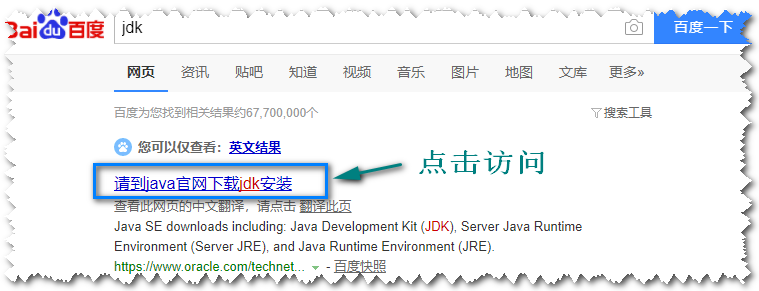 Bai du 百度 jdk 百度一下
网页 资讯 贴吧 知道 视频 音乐 图片 地图 文库 更多»
百度为您找到相关结果约67,700,000个 搜索工具
您可以仅查看：英文结果
点击访问
请到java官网下载jdk安装
查看此网页的中文翻译，请点击 翻译此页
Java SE downloads including: Java Development Kit (JDK), Server Java Runtime
Environment (Server JRE), and Java Runtime Environment (JRE).
https://www.oracle.com/technet... - 百度快照